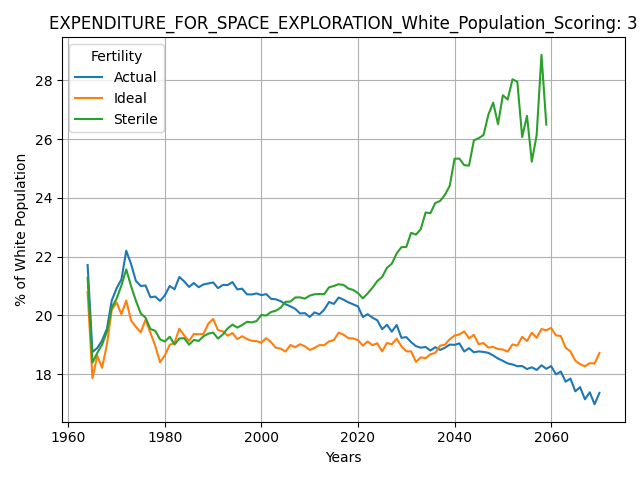 EXPENDITURE_FOR_SPACE_EXPLORATION_White_Population_Scoring: 3
Fertility
Actual
Ideal
Sterile
% of White Population
28
26
24
22
20
18
1960 1980 2000 2020 2040 2060
Years